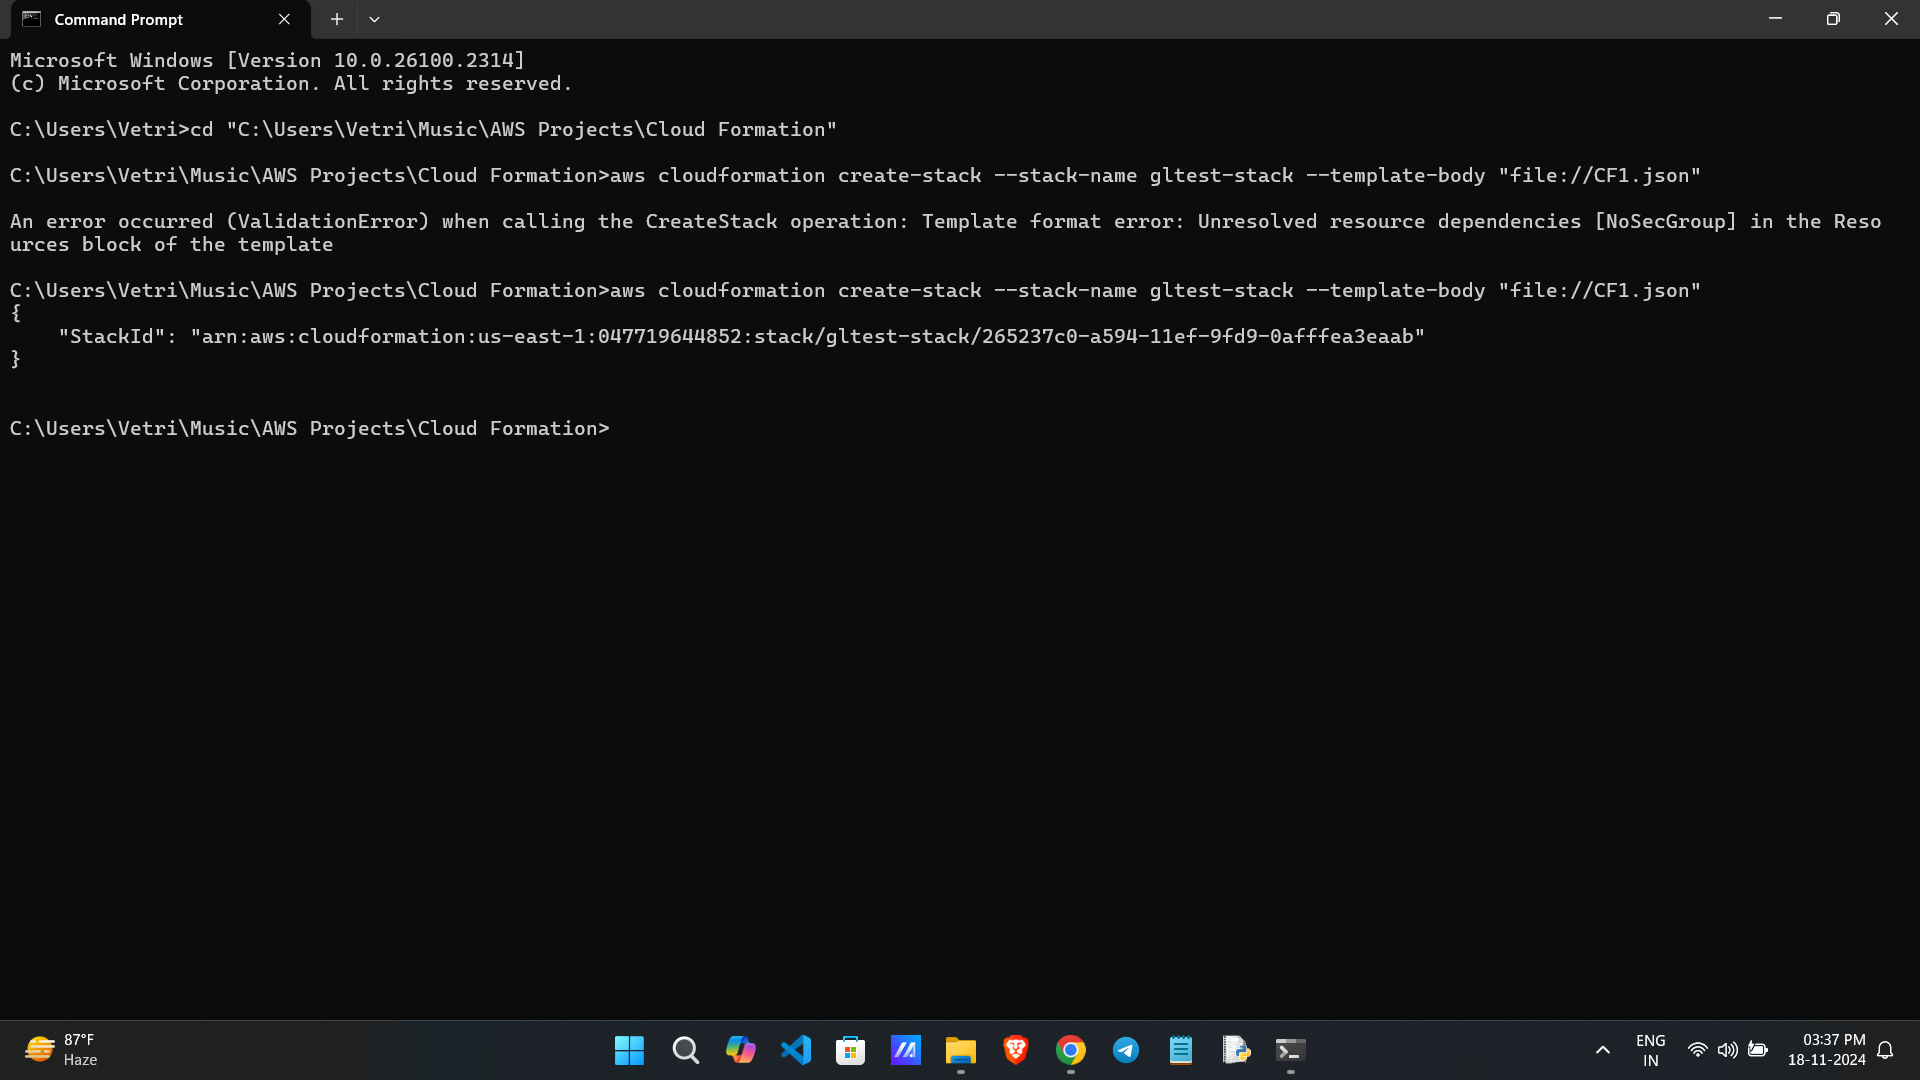 Command Prompt
Microsoft Windows [Version 10.0.26100.2314]
(c) Microsoft Corporation. All rights reserved.
C:\Users\Vetri>cd "C:\Users\Vetri\Music\AWS Projects\Cloud Formation"
C:\Users\Vetri\Music\AWS Projects\Cloud Formation>aws cloudformation create-stack --stack-name gltest-stack --template-body "file://CF1.json"
An error occurred (ValidationError) when calling the CreateStack operation: Template format error: Unresolved resource dependencies [NoSecGroup] in the Reso
urces block of the template
C:\Users\Vetri\Music\AWS Projects\Cloud Formation>aws cloudformation create-stack --stack-name gltest-stack --template-body "file://CF1.json"
{
    "StackId": "arn:aws:cloudformation:us-east-1:047719644852:stack/gltest-stack/265237c0-a594-11ef-9fd9-0afffea3eaab"
}
C:\Users\Vetri\Music\AWS Projects\Cloud Formation>
87°F
Haze
ENG
IN
03:37 PM
18-11-2024